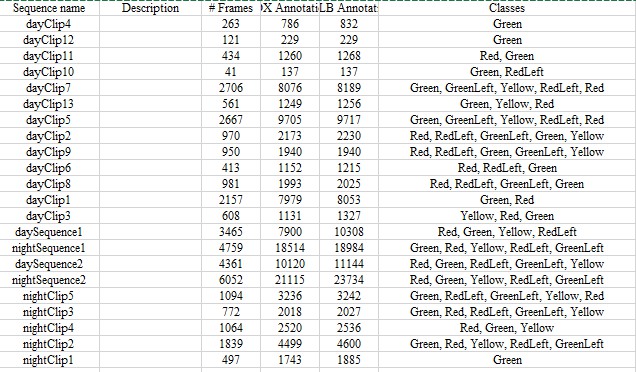 Sequence name Description # Frames OX Annotati LB Annotat Classes
dayClip4 263 786 832 Green
dayClip12 121 229 229 Green
dayClip11 434 1260 1268 Red, Green
dayClip10 41 137 137 Green, RedLeft
dayClip7 2706 8076 8189 Green, GreenLeft, Yellow, RedLeft, Red
dayClip13 561 1249 1256 Green, Yellow, Red
dayClip5 2667 9705 9717 Green, GreenLeft, Yellow, RedLeft, Red
dayClip2 970 2173 2230 Red, RedLeft, GreenLeft, Green, Yellow
dayClip9 950 1940 1940 Red, RedLeft, Green, GreenLeft, Yellow
dayClip6 413 1152 1215 Red, RedLeft, Green
dayClip8 981 1993 2025 Red, RedLeft, GreenLeft, Green
dayClip1 2157 7979 8053 Green, Red
dayClip3 608 1131 1327 Yellow, Red, Green
daySequence1 3465 7900 10308 Red, Green, Yellow, RedLeft
nightSequence1 4759 18514 18984 Green, Red, Yellow, RedLeft, GreenLeft
daySequence2 4361 10120 11144 Red, Green, RedLeft, GreenLeft, Yellow
nightSequence2 6052 21115 23734 Red, Green, Yellow, RedLeft, GreenLeft
nightClip5 1094 3236 3242 Green, RedLeft, GreenLeft, Yellow, Red
nightClip3 772 2018 2027 Green, Red, RedLeft, GreenLeft, Yellow
nightClip4 1064 2520 2536 Red, Green, Yellow
nightClip2 1839 4499 4600 Green, Red, Yellow, RedLeft, GreenLeft
nightClip1 497 1743 1885 Green